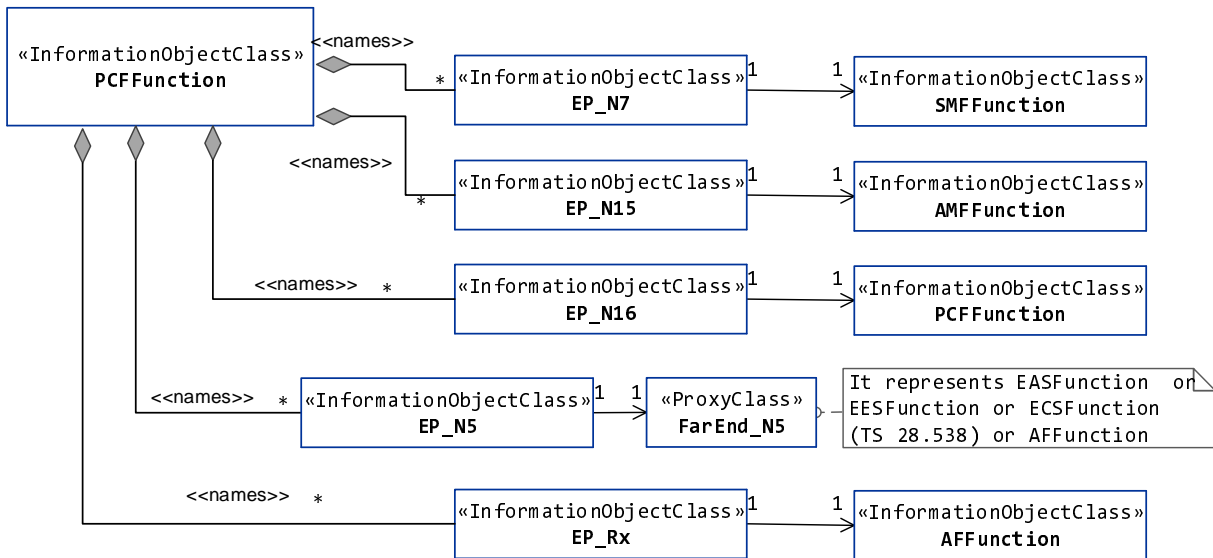 «InformationObjectClass»
PCFFunction
<<names>>
*
«InformationObjectClass»
EP_N7
1
1
«InformationObjectClass»
SMFFunction
<<names>>
*
«InformationObjectClass»
EP_N15
1
1
«InformationObjectClass»
AMFFunction
<<names>>
*
«InformationObjectClass»
EP_N16
1
1
«InformationObjectClass»
PCFFunction
<<names>>
*
«InformationObjectClass»
EP_N5
1
1
«ProxyClass»
FarEnd_N5
It represents EASFunction or
EESFunction or ECSFunction
(TS 28.538) or AFFunction
<<names>>
*
«InformationObjectClass»
EP_Rx
1
1
«InformationObjectClass»
AFFunction